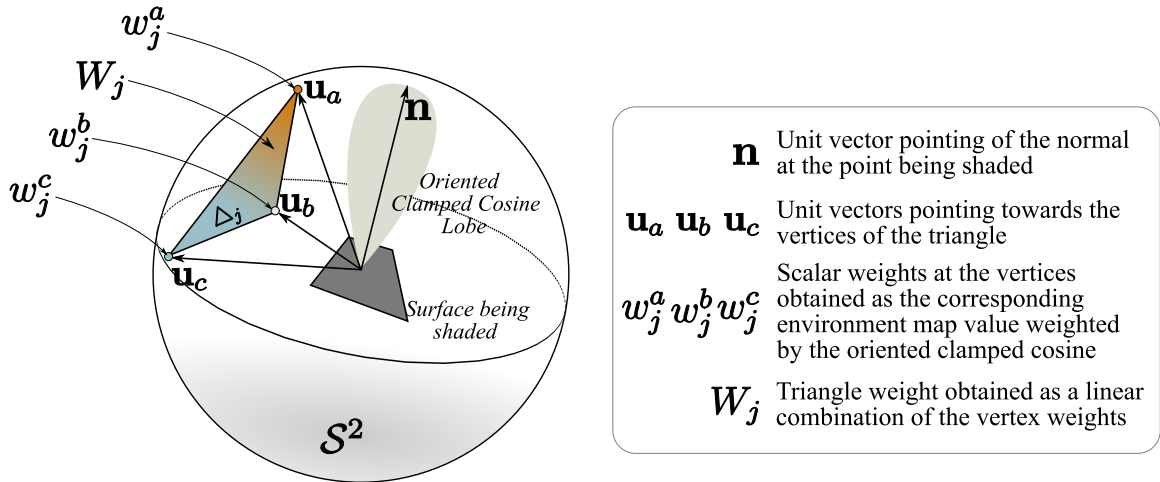 w_j^a
W_j
w_j^b
w_j^c
u_a
n
u_b
Δ_j
u_c
Oriented
Clamped Cosine
Lobe
Surface being
shaded
S^2
n Unit vector pointing of the normal
at the point being shaded
u_a u_b u_c Unit vectors pointing towards the
vertices of the triangle
Scalar weights at the vertices
obtained as the corresponding
w_j^a w_j^b w_j^c environment map value weighted
by the oriented clamped cosine
W_j Triangle weight obtained as a linear
combination of the vertex weights